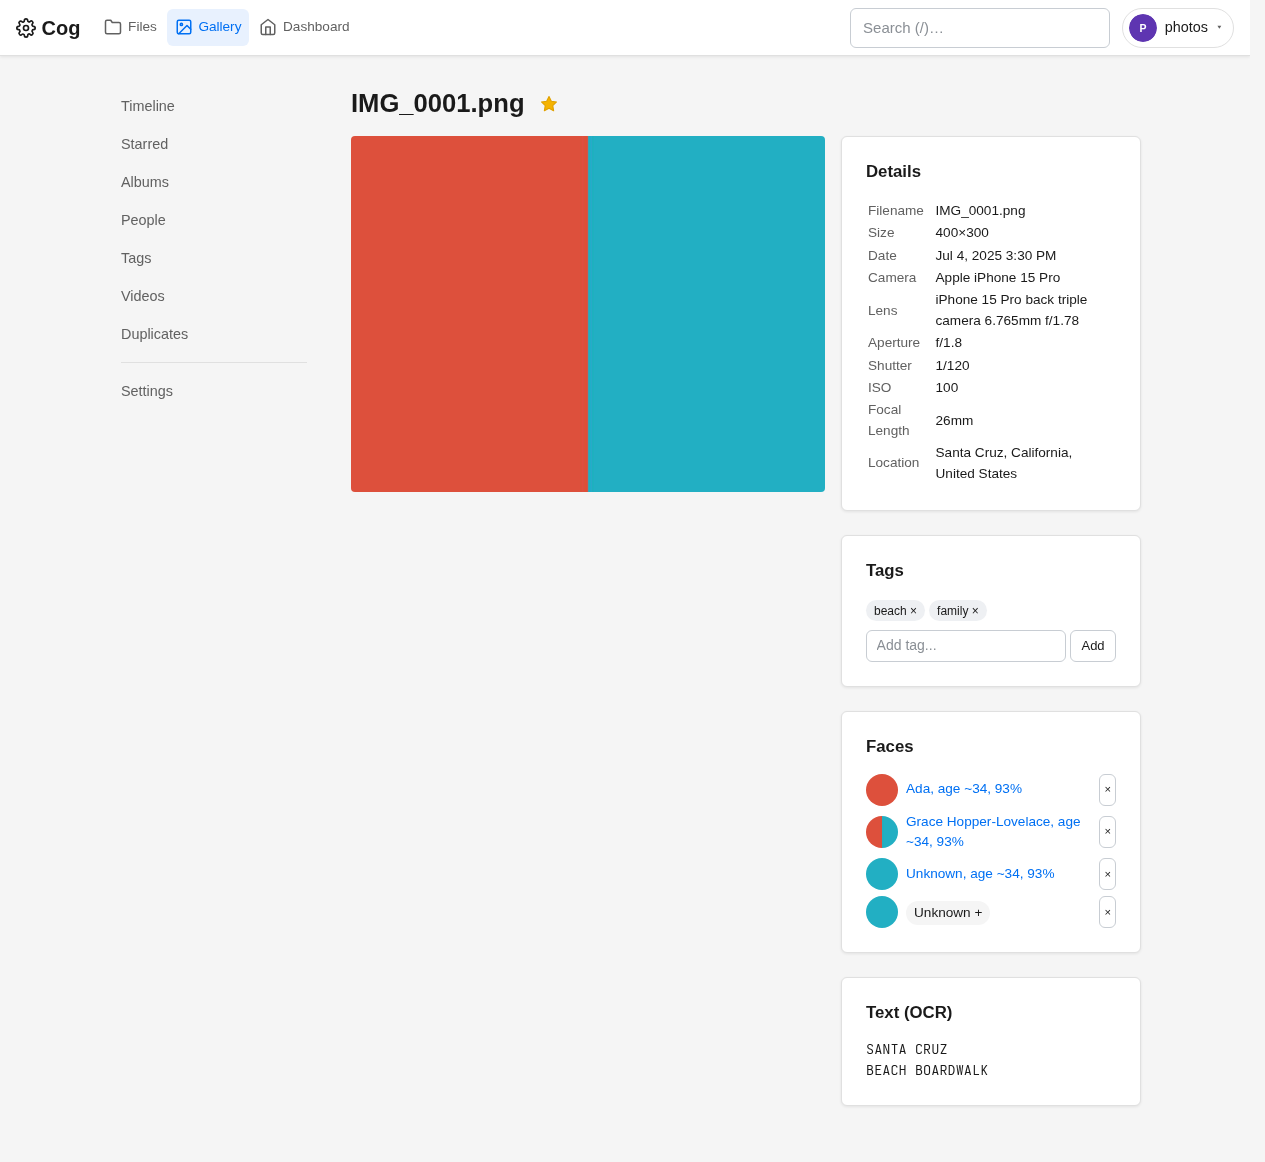 Cog
Files
Gallery
Dashboard
Search (/)…
P
photos
Timeline
Starred
Albums
People
Tags
Videos
Duplicates
Settings
IMG_0001.png
Details
Filename IMG_0001.png
Size 400×300
Date Jul 4, 2025 3:30 PM
Camera Apple iPhone 15 Pro
Lens iPhone 15 Pro back triple
camera 6.765mm f/1.78
Aperture f/1.8
Shutter 1/120
ISO 100
Focal
Length 26mm
Location Santa Cruz, California,
United States
Tags
beach × family ×
Add tag... Add
Faces
Ada, age ~34, 93% ×
Grace Hopper-Lovelace, age
~34, 93% ×
Unknown, age ~34, 93% ×
Unknown + ×
Text (OCR)
SANTA CRUZ
BEACH BOARDWALK